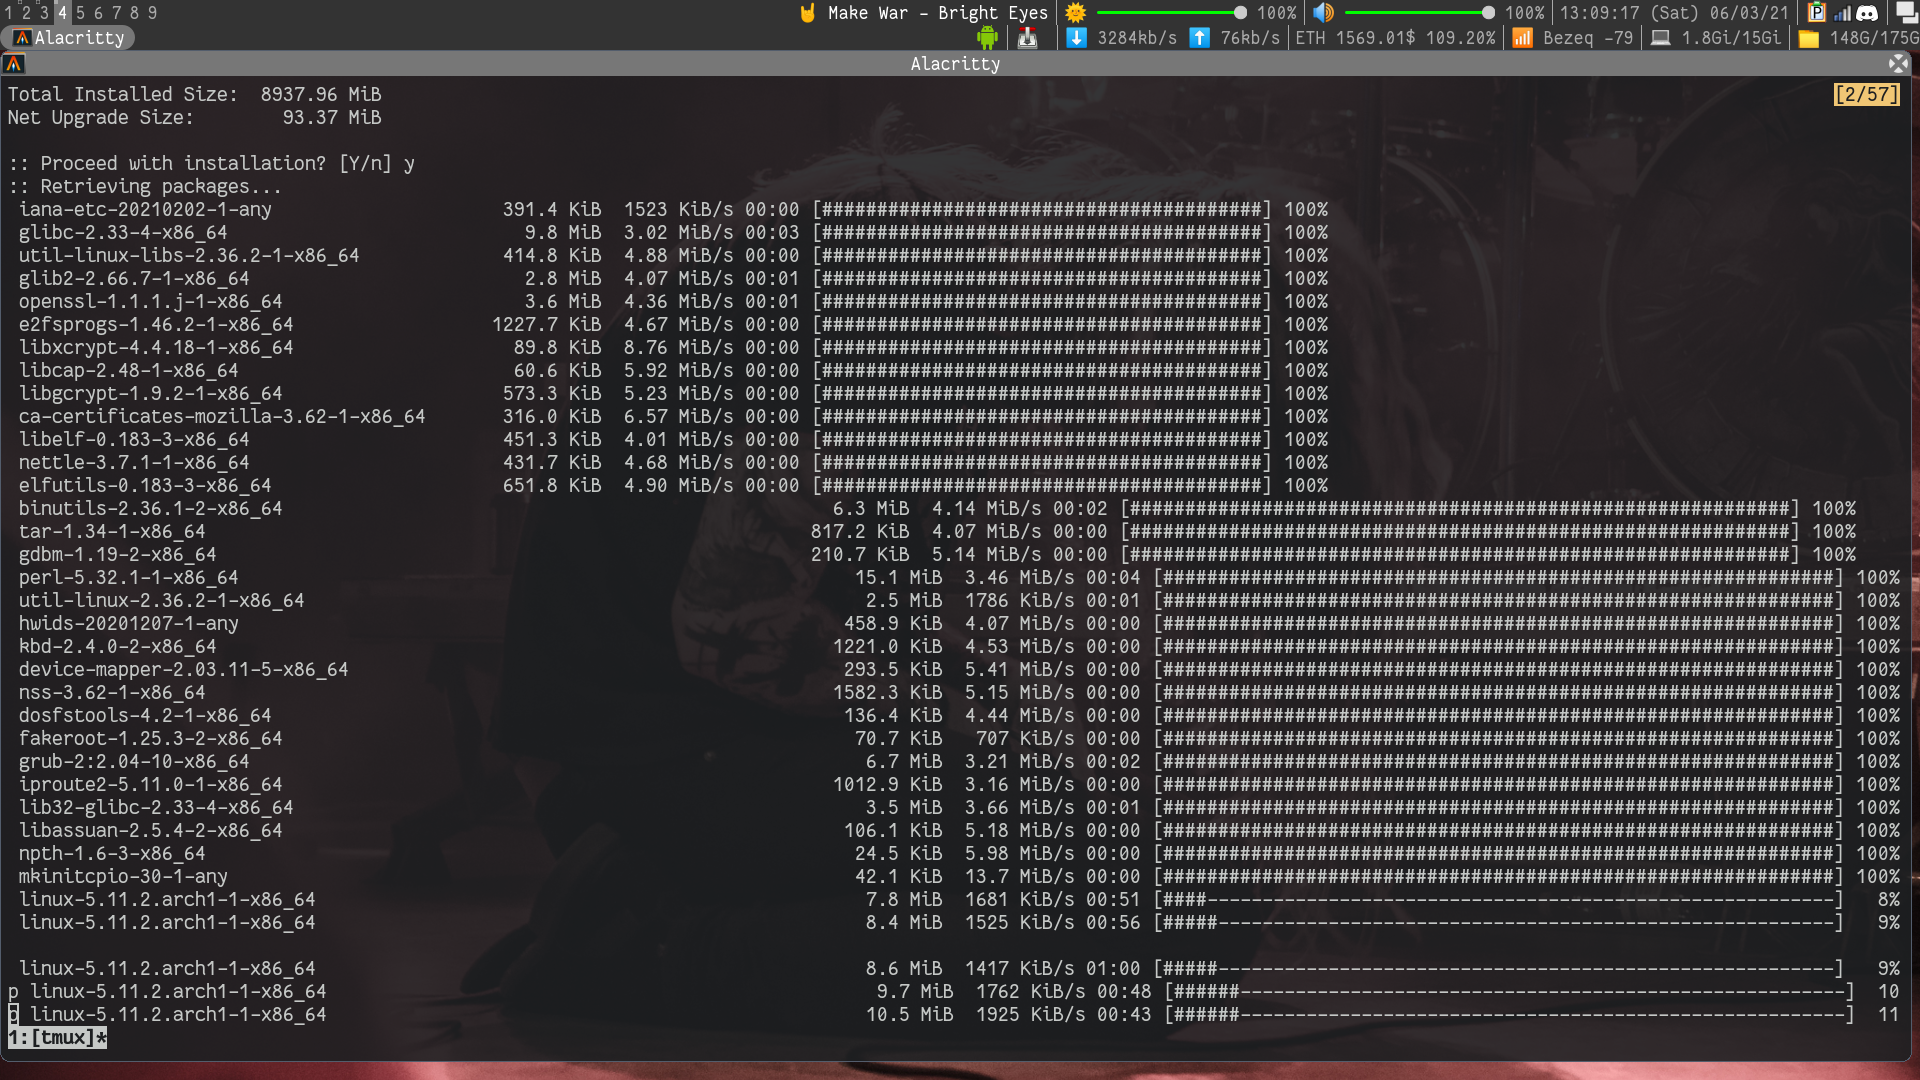 1 2 3 4 5 6 7 8 9 Make War - Bright Eyes 100% 100% 13:09:17 (Sat) 06/03/21 P
Alacritty 3284kb/s 76kb/s ETH 1569.01$ 109.20% Bezeq -79 1.8Gi/15Gi 148G/175G
Alacritty
Total Installed Size: 8937.96 MiB [2/57]
Net Upgrade Size: 93.37 MiB
:: Proceed with installation? [Y/n] y
:: Retrieving packages...
iana-etc-20210202-1-any 391.4 KiB 1523 KiB/s 00:00 [########################################] 100%
glibc-2.33-4-x86_64 9.8 MiB 3.02 MiB/s 00:03 [########################################] 100%
util-linux-libs-2.36.2-1-x86_64 414.8 KiB 4.88 MiB/s 00:00 [########################################] 100%
glib2-2.66.7-1-x86_64 2.8 MiB 4.07 MiB/s 00:01 [########################################] 100%
openssl-1.1.1.j-1-x86_64 3.6 MiB 4.36 MiB/s 00:01 [########################################] 100%
e2fsprogs-1.46.2-1-x86_64 1227.7 KiB 4.67 MiB/s 00:00 [########################################] 100%
libxcrypt-4.4.18-1-x86_64 89.8 KiB 8.76 MiB/s 00:00 [########################################] 100%
libcap-2.48-1-x86_64 60.6 KiB 5.92 MiB/s 00:00 [########################################] 100%
libgcrypt-1.9.2-1-x86_64 573.3 KiB 5.23 MiB/s 00:00 [########################################] 100%
ca-certificates-mozilla-3.62-1-x86_64 316.0 KiB 6.57 MiB/s 00:00 [########################################] 100%
libelf-0.183-3-x86_64 451.3 KiB 4.01 MiB/s 00:00 [########################################] 100%
nettle-3.7.1-1-x86_64 431.7 KiB 4.68 MiB/s 00:00 [########################################] 100%
elfutils-0.183-3-x86_64 651.8 KiB 4.90 MiB/s 00:00 [########################################] 100%
binutils-2.36.1-2-x86_64 6.3 MiB 4.14 MiB/s 00:02 [############################################################] 100%
tar-1.34-1-x86_64 817.2 KiB 4.07 MiB/s 00:00 [############################################################] 100%
gdbm-1.19-2-x86_64 210.7 KiB 5.14 MiB/s 00:00 [############################################################] 100%
perl-5.32.1-1-x86_64 15.1 MiB 3.46 MiB/s 00:04 [#############################################################] 100%
util-linux-2.36.2-1-x86_64 2.5 MiB 1786 KiB/s 00:01 [#############################################################] 100%
hwids-20201207-1-any 458.9 KiB 4.07 MiB/s 00:00 [#############################################################] 100%
kbd-2.4.0-2-x86_64 1221.0 KiB 4.53 MiB/s 00:00 [#############################################################] 100%
device-mapper-2.03.11-5-x86_64 293.5 KiB 5.41 MiB/s 00:00 [#############################################################] 100%
nss-3.62-1-x86_64 1582.3 KiB 5.15 MiB/s 00:00 [#############################################################] 100%
dosfstools-4.2-1-x86_64 136.4 KiB 4.44 MiB/s 00:00 [#############################################################] 100%
fakeroot-1.25.3-2-x86_64 70.7 KiB 707 KiB/s 00:00 [#############################################################] 100%
grub-2:2.04-10-x86_64 6.7 MiB 3.21 MiB/s 00:02 [#############################################################] 100%
iproute2-5.11.0-1-x86_64 1012.9 KiB 3.16 MiB/s 00:00 [#############################################################] 100%
lib32-glibc-2.33-4-x86_64 3.5 MiB 3.66 MiB/s 00:01 [#############################################################] 100%
libassuan-2.5.4-2-x86_64 106.1 KiB 5.18 MiB/s 00:00 [#############################################################] 100%
npth-1.6-3-x86_64 24.5 KiB 5.98 MiB/s 00:00 [#############################################################] 100%
mkinitcpio-30-1-any 42.1 KiB 13.7 MiB/s 00:00 [#############################################################] 100%
linux-5.11.2.arch1-1-x86_64 7.8 MiB 1681 KiB/s 00:51 [####---------------------------------------------------------] 8%
linux-5.11.2.arch1-1-x86_64 8.4 MiB 1525 KiB/s 00:56 [#####--------------------------------------------------------] 9%
linux-5.11.2.arch1-1-x86_64 8.6 MiB 1417 KiB/s 01:00 [#####--------------------------------------------------------] 9%
p linux-5.11.2.arch1-1-x86_64 9.7 MiB 1762 KiB/s 00:48 [######-------------------------------------------------------] 10
linux-5.11.2.arch1-1-x86_64 10.5 MiB 1925 KiB/s 00:43 [######-------------------------------------------------------] 11
1:[tmux]*